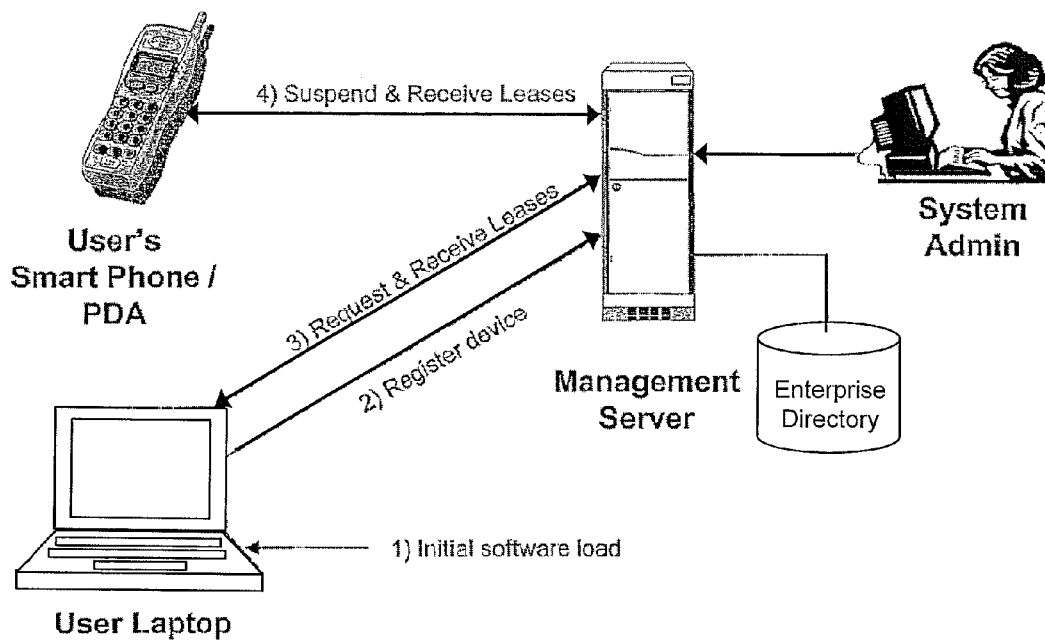 4) Suspend & Receive Leases
User's
Smart Phone /
PDA
System
Admin
3) Request & Receive Leases
2) Register device
Management
Server
Enterprise
Directory
1) Initial software load
User Laptop